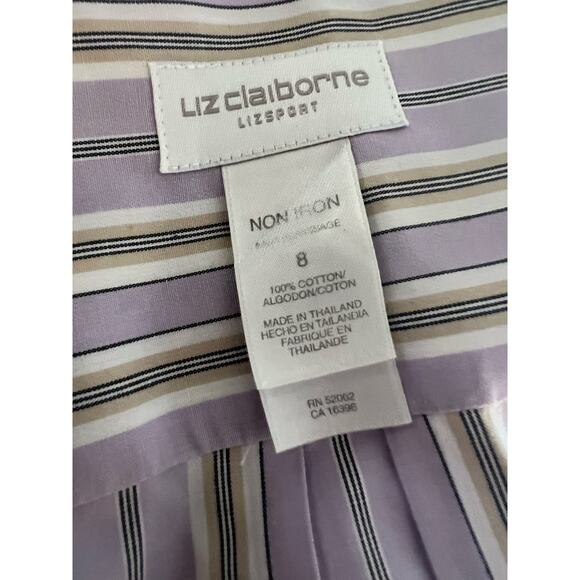 Liz claiborne
LIZSPORT
NON IRON
8
100% COTTON/
ALGODON/COTON
MADE IN THAILAND
HECHO EN TAILANDIA
FABRIQUE EN
THAILANDE
RN 52002
CA 16396